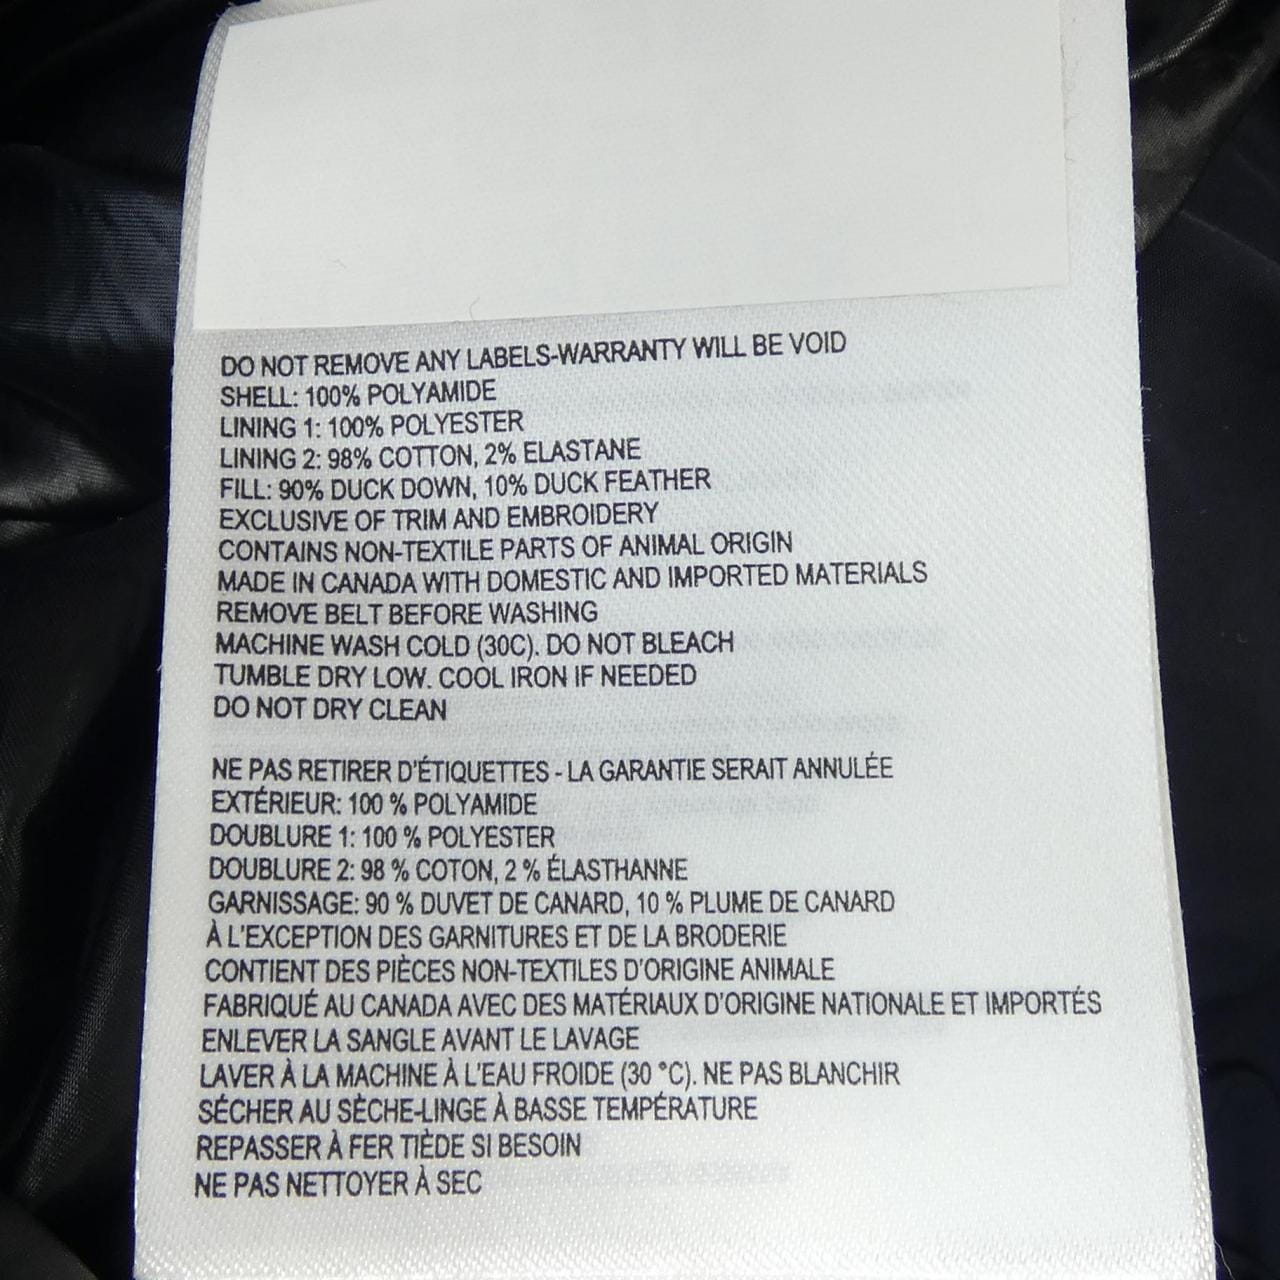 DO NOT REMOVE ANY LABELS-WARRANTY WILL BE VOID
SHELL: 100% POLYAMIDE
LINING 1: 100% POLYESTER
LINING 2: 98% COTTON, 2% ELASTANE
FILL: 90% DUCK DOWN, 10% DUCK FEATHER
EXCLUSIVE OF TRIM AND EMBROIDERY
CONTAINS NON-TEXTILE PARTS OF ANIMAL ORIGIN
MADE IN CANADA WITH DOMESTIC AND IMPORTED MATERIALS
REMOVE BELT BEFORE WASHING
MACHINE WASH COLD (30C). DO NOT BLEACH
TUMBLE DRY LOW. COOL IRON IF NEEDED
DO NOT DRY CLEAN
NE PAS RETIRER D'ÉTIQUETTES - LA GARANTIE SERAIT ANNULÉE
EXTÉRIEUR: 100 % POLYAMIDE
DOUBLURE 1: 100 % POLYESTER
DOUBLURE 2: 98 % COTON, 2 % ÉLASTHANNE
GARNISSAGE: 90 % DUVET DE CANARD, 10 % PLUME DE CANARD
À L'EXCEPTION DES GARNITURES ET DE LA BRODERIE
CONTIENT DES PIÈCES NON-TEXTILES D'ORIGINE ANIMALE
FABRIQUÉ AU CANADA AVEC DES MATÉRIAUX D'ORIGINE NATIONALE ET IMPORTÉS
ENLEVER LA SANGLE AVANT LE LAVAGE
LAVER À LA MACHINE À L'EAU FROIDE (30 °C). NE PAS BLANCHIR
SÉCHER AU SÈCHE-LINGE À BASSE TEMPÉRATURE
REPASSER À FER TIÈDE SI BESOIN
NE PAS NETTOYER À SEC